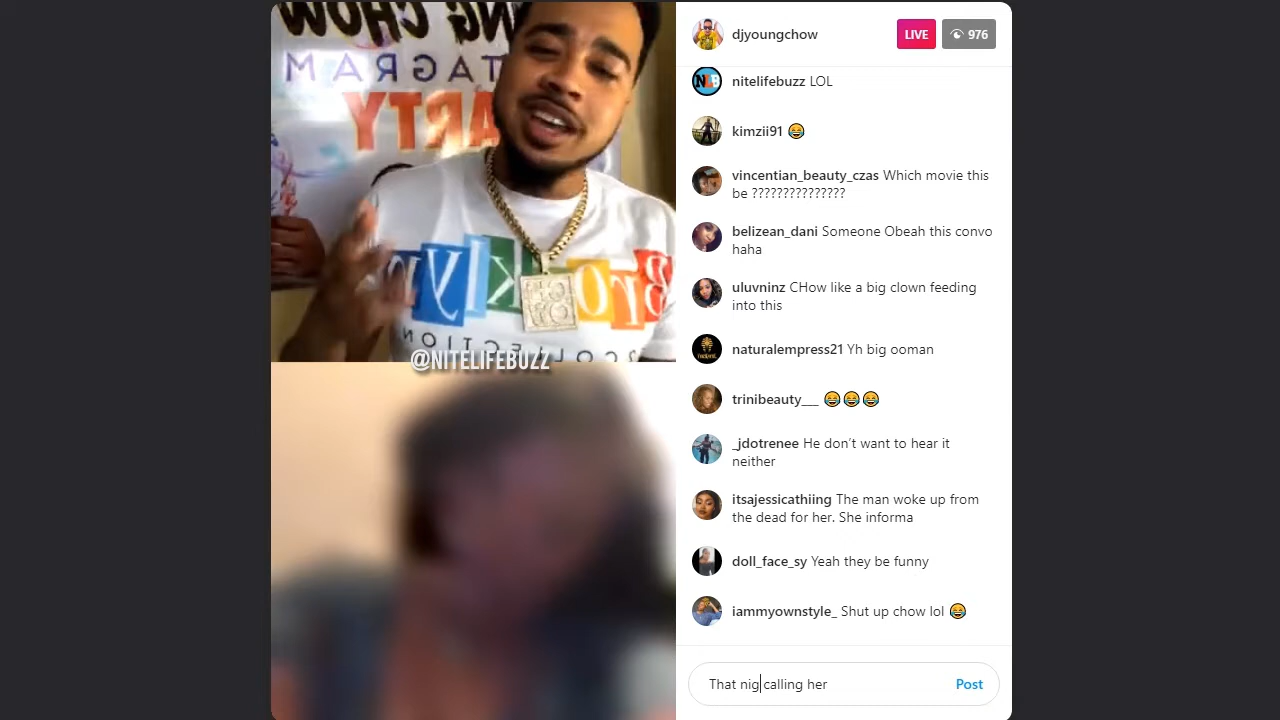 NG CHOW
TAGRAM
ARTY
@NITELIFEBUZZ
djyoungchow
LIVE
976
nitelifebuzz LOL
kimzii91 😂
vincentian_beauty_czas Which movie this
be ???????????????
belizean_dani Someone Obeah this convo
haha
uluvninz CHow like a big clown feeding
into this
naturalempress21 Yh big ooman
trinibeauty___ 😂😂😂
_jdotrenee He don’t want to hear it
neither
itsajessicathiing The man woke up from
the dead for her. She informa
doll_face_sy Yeah they be funny
iammyownstyle_ Shut up chow lol 😂
That nig calling her
Post